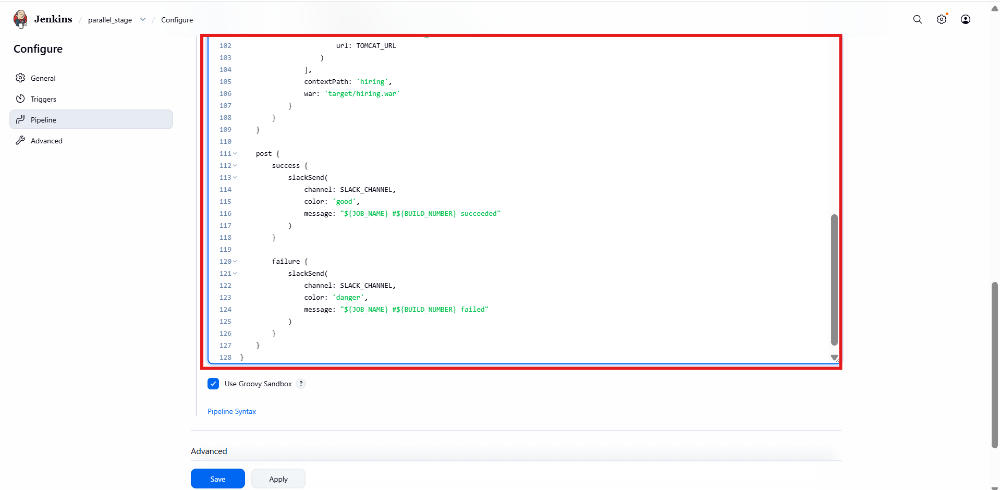 Jenkins / parallel_stage / Configure
Configure
General
Triggers
Pipeline
Advanced
102 url: TOMCAT_URL
103 )
104 ],
105 contextPath: 'hiring',
106 war: 'target/hiring.war'
107 }
108 }
109 }
110
111 post {
112 success {
113 slackSend(
114 channel: SLACK_CHANNEL,
115 color: 'good',
116 message: "${JOB_NAME} #${BUILD_NUMBER} succeeded"
117 )
118 }
119
120 failure {
121 slackSend(
122 channel: SLACK_CHANNEL,
123 color: 'danger',
124 message: "${JOB_NAME} #${BUILD_NUMBER} failed"
125 )
126 }
127 }
128 }
Use Groovy Sandbox ?
Pipeline Syntax
Advanced
Save Apply